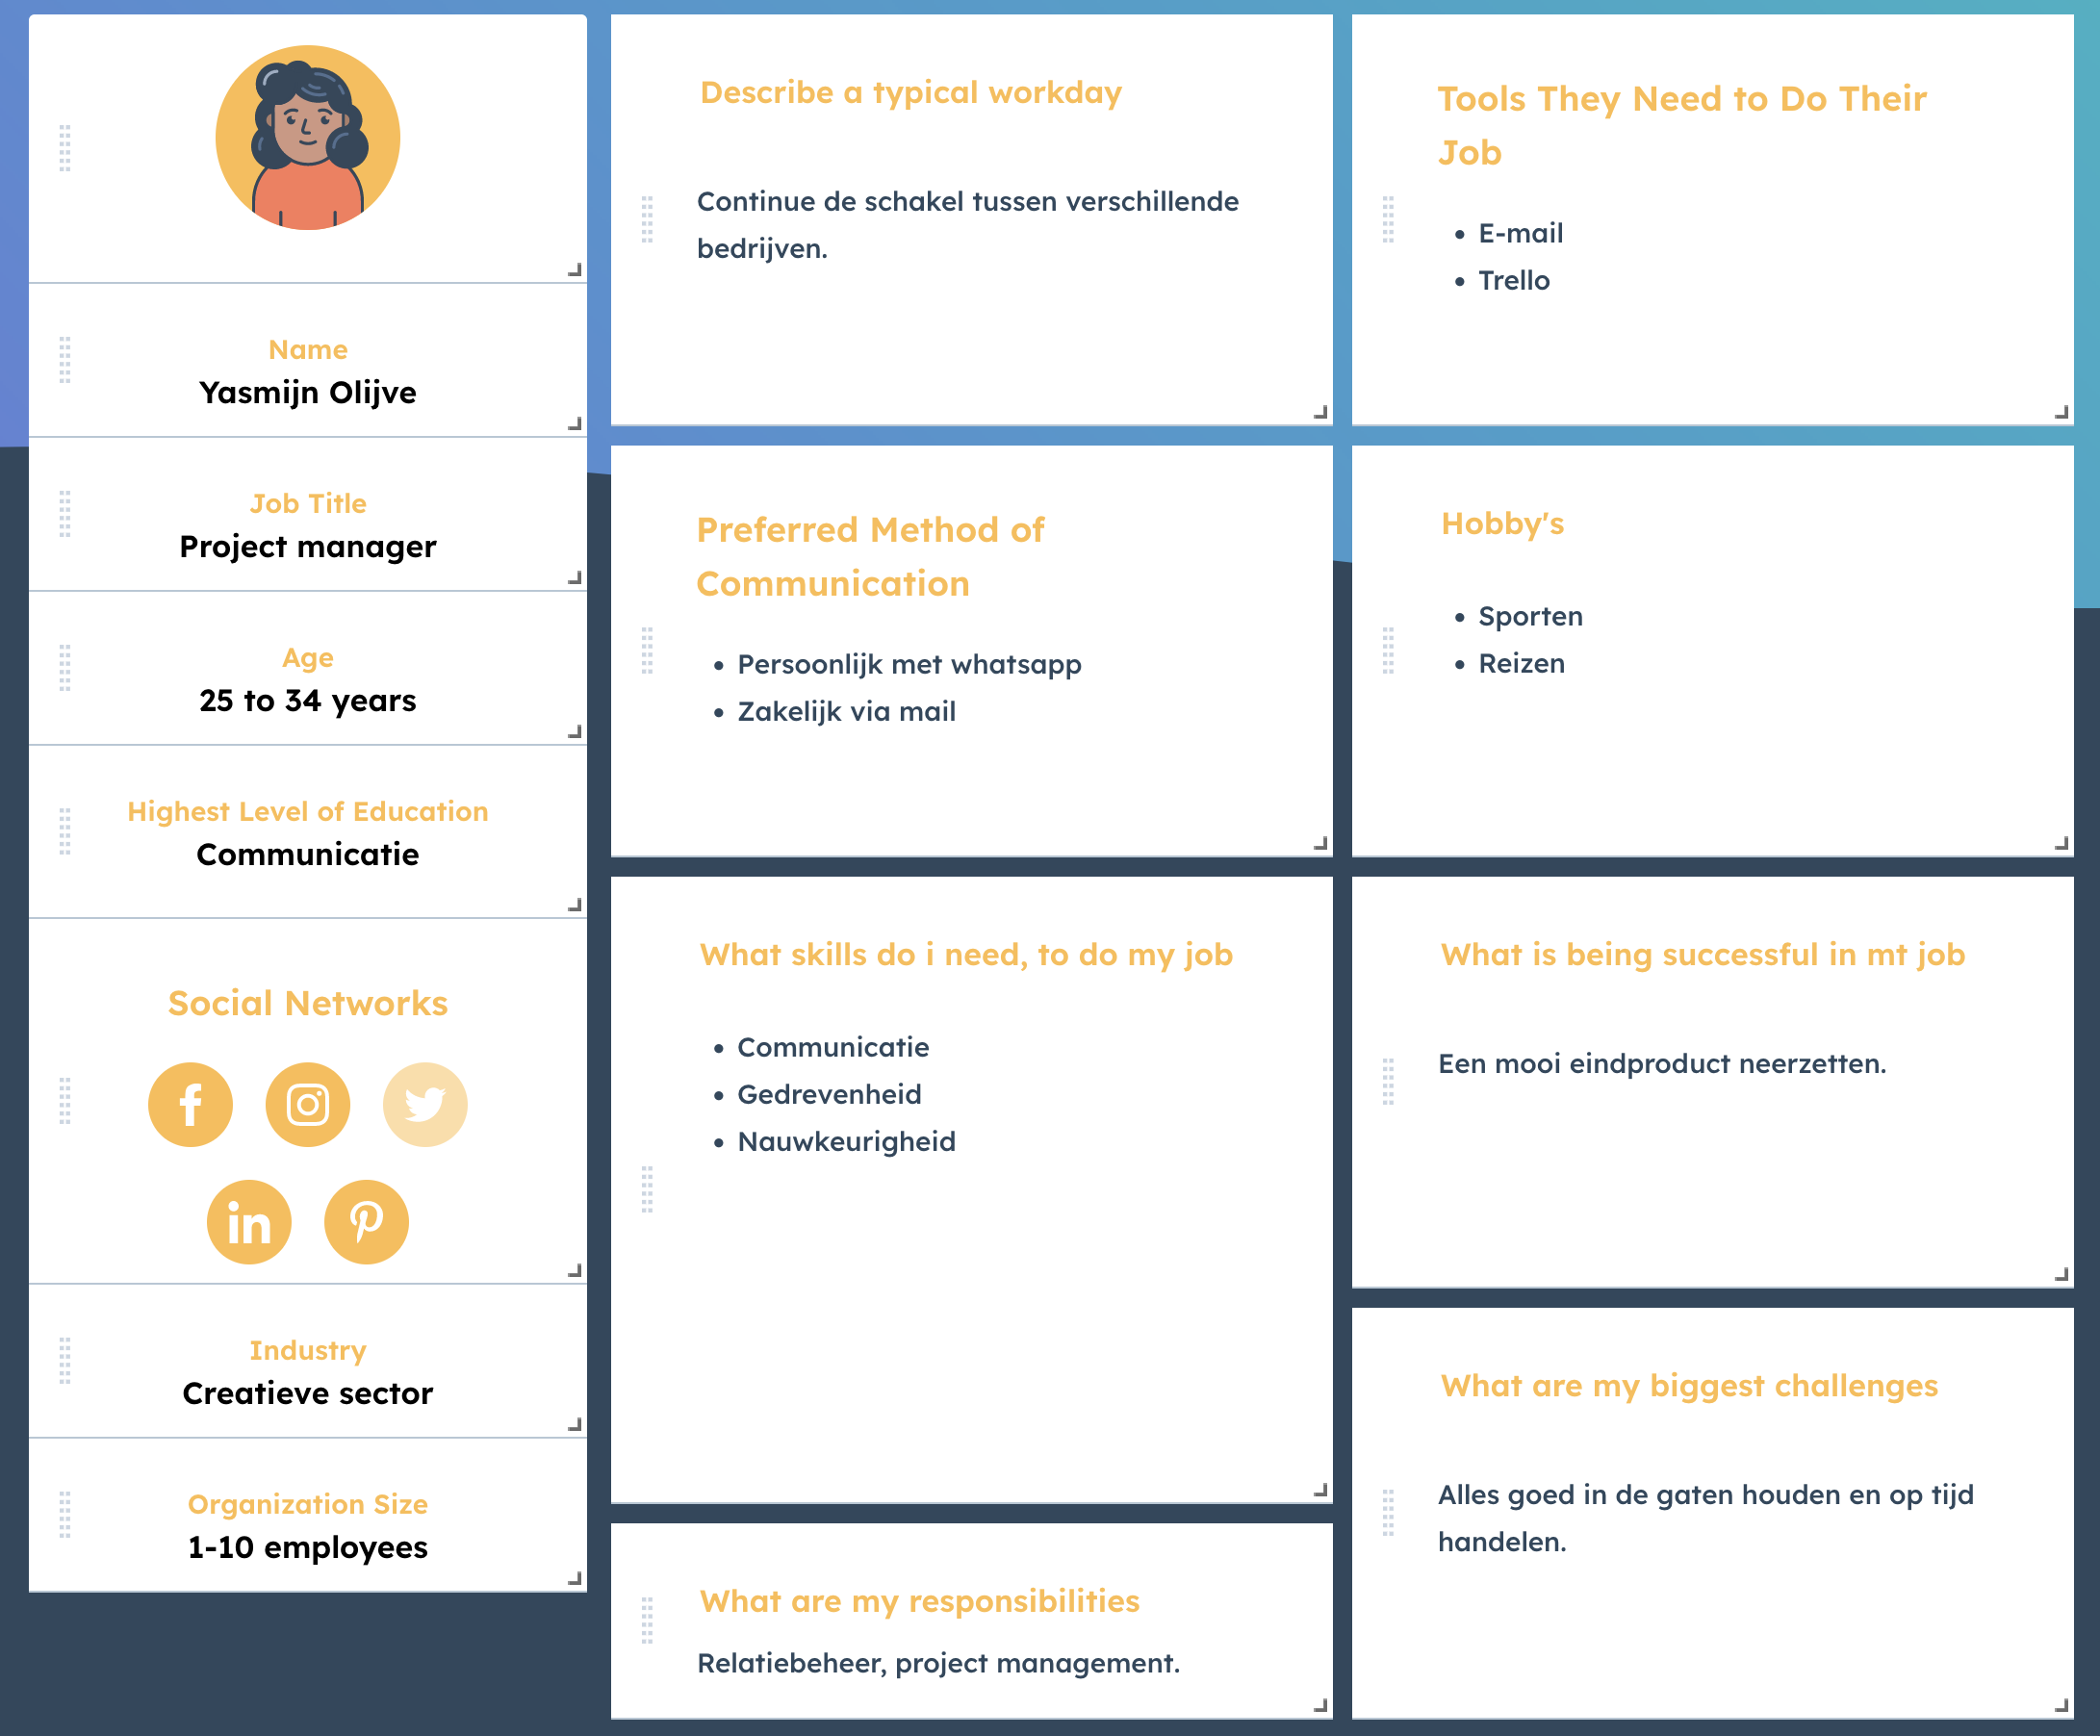 Name
Yasmijn Olijve
Job Title
Project manager
Age
25 to 34 years
Highest Level of Education
Communicatie
Social Networks
in
Industry
Creatieve sector
Organization Size
1-10 employees
Describe a typical workday
Continue de schakel tussen verschillende
bedrijven.
Preferred Method of
Communication
• Persoonlijk met whatsapp
• Zakelijk via mail
What skills do i need, to do my job
• Communicatie
• Gedrevenheid
• Nauwkeurigheid
What are my responsibilities
Relatiebeheer, project management.
Tools They Need to Do Their
Job
• E-mail
• Trello
Hobby's
• Sporten
• Reizen
What is being successful in mt job
Een mooi eindproduct neerzetten.
What are my biggest challenges
Alles goed in de gaten houden en op tijd
handelen.